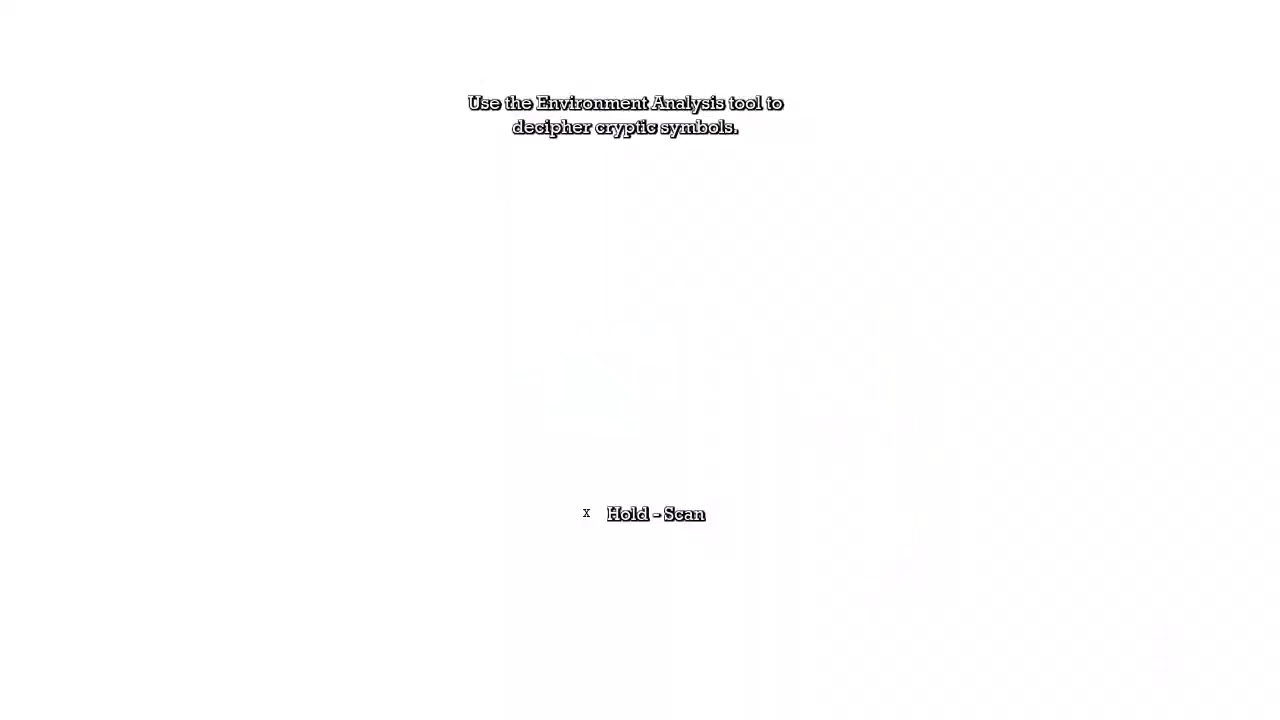 Use the Environment Analysis tool to
decipher cryptic symbols.
x Hold - Scan